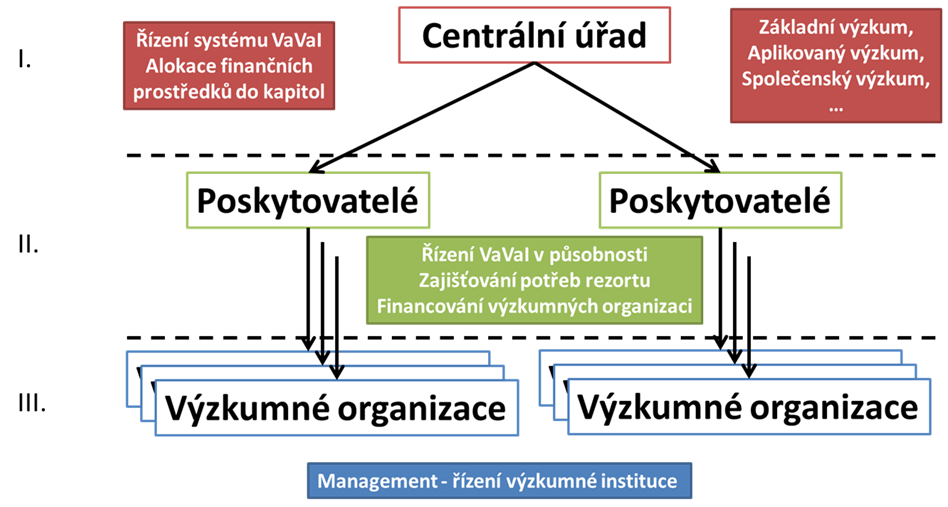 I.
Řízení systému VaVaI
Alokace finančních
prostředků do kapitol
Centrální úřad
Základní výzkum,
Aplikovaný výzkum,
Společenský výzkum,
...
Poskytovatelé
Poskytovatelé
II.
Řízení VaVaI v působnosti
Zajišťování potřeb rezortu
Financování výzkumných organizaci
III.
Výzkumné organizace
Výzkumné organizace
Management - řízení výzkumné instituce